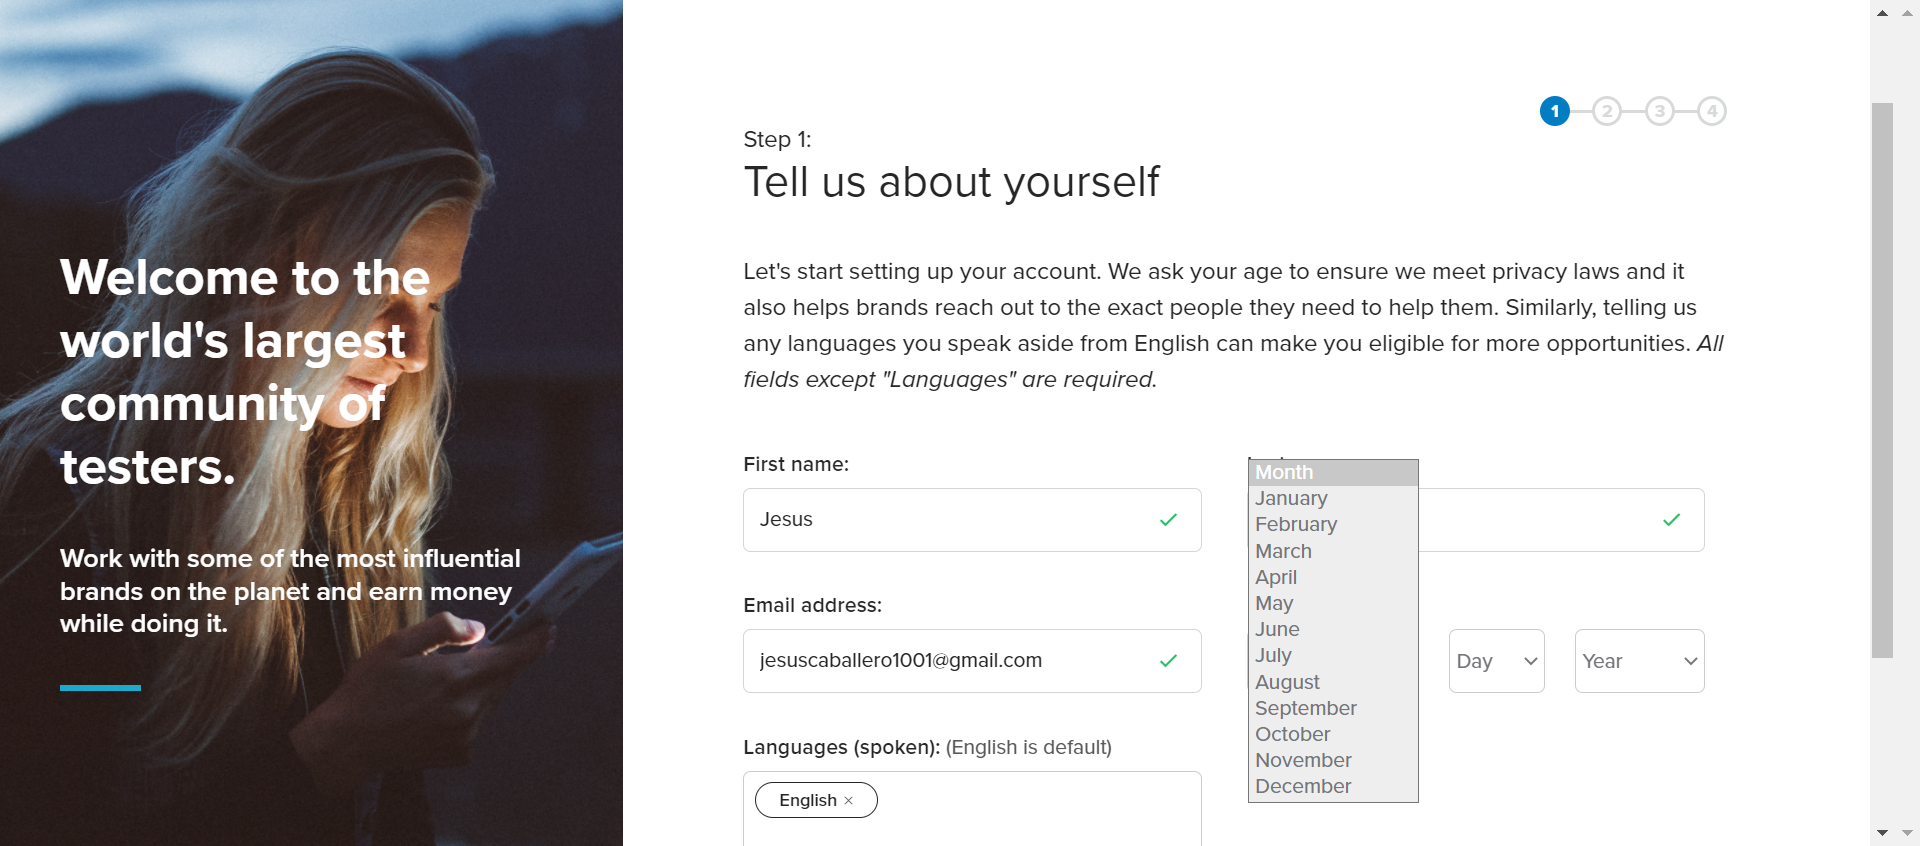 Welcome to the
world's largest
community of
testers.
Work with some of the most influential
brands on the planet and earn money
while doing it.
1 2 3 4
Step 1:
Tell us about yourself
Let's start setting up your account. We ask your age to ensure we meet privacy laws and it
also helps brands reach out to the exact people they need to help them. Similarly, telling us
any languages you speak aside from English can make you eligible for more opportunities. All
fields except "Languages" are required.
First name:
Jesus
Email address:
jesuscaballero1001@gmail.com
Month
January
February
March
April
May
June
July
August
September
October
November
December
Day
Year
Languages (spoken): (English is default)
English ×